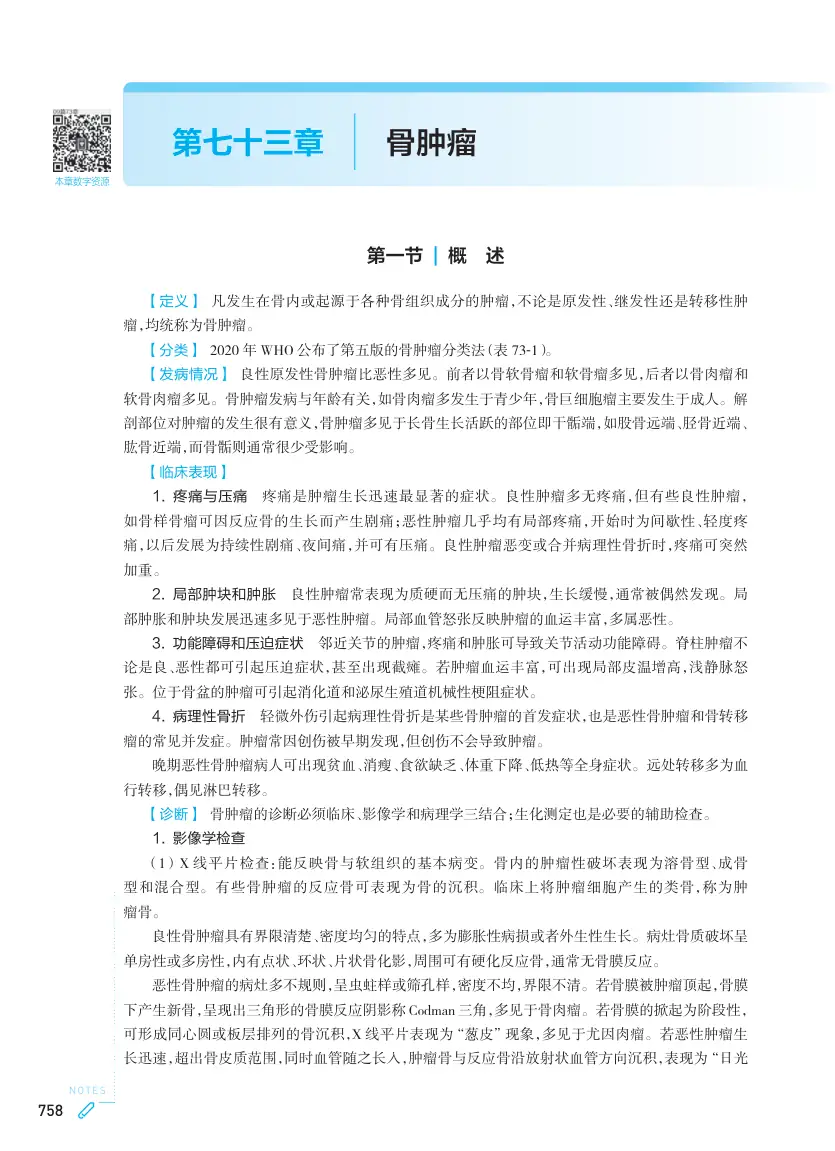 本章数字资源
第七十三章 骨肿瘤
第一节 概 述
【定义】 凡发生在骨内或起源于各种骨组织成分的肿瘤,不论是原发性、继发性还是转移性肿
瘤,均统称为骨肿瘤。
【分类】 2020 年 WHO 公布了第五版的骨肿瘤分类法(表 73-1)。
【发病情况】 良性原发性骨肿瘤比恶性多见。前者以骨软骨瘤和软骨瘤多见,后者以骨肉瘤和
软骨肉瘤多见。骨肿瘤发病与年龄有关,如骨肉瘤多发生于青少年,骨巨细胞瘤主要发生于成人。解
剖部位对肿瘤的发生很有意义,骨肿瘤多见于长骨生长活跃的部位即干骺端,如股骨远端、胫骨近端、
肱骨近端,而骨骺则通常很少受影响。
【临床表现】
1. 疼痛与压痛 疼痛是肿瘤生长迅速最显著的症状。良性肿瘤多无疼痛,但有些良性肿瘤,
如骨样骨瘤可因反应骨的生长而产生剧痛;恶性肿瘤几乎均有局部疼痛,开始时为间歇性、轻度疼
痛,以后发展为持续性剧痛、夜间痛,并可有压痛。良性肿瘤恶变或合并病理性骨折时,疼痛可突然
加重。
2. 局部肿块和肿胀 良性肿瘤常表现为质硬而无压痛的肿块,生长缓慢,通常被偶然发现。局
部肿胀和肿块发展迅速多见于恶性肿瘤。局部血管怒张反映肿瘤的血运丰富,多属恶性。
3. 功能障碍和压迫症状 邻近关节的肿瘤,疼痛和肿胀可导致关节活动功能障碍。脊柱肿瘤不
论是良、恶性都可引起压迫症状,甚至出现截瘫。若肿瘤血运丰富,可出现局部皮温增高,浅静脉怒
张。位于骨盆的肿瘤可引起消化道和泌尿生殖道机械性梗阻症状。
4. 病理性骨折 轻微外伤引起病理性骨折是某些骨肿瘤的首发症状,也是恶性骨肿瘤和骨转移
瘤的常见并发症。肿瘤常因创伤被早期发现,但创伤不会导致肿瘤。
晚期恶性骨肿瘤病人可出现贫血、消瘦、食欲缺乏、体重下降、低热等全身症状。远处转移多为血
行转移,偶见淋巴转移。
【诊断】 骨肿瘤的诊断必须临床、影像学和病理学三结合;生化测定也是必要的辅助检查。
1. 影像学检查
(1)X 线平片检查:能反映骨与软组织的基本病变。骨内的肿瘤性破坏表现为溶骨型、成骨
型和混合型。有些骨肿瘤的反应骨可表现为骨的沉积。临床上将肿瘤细胞产生的类骨,称为肿
瘤骨。
良性骨肿瘤具有界限清楚、密度均匀的特点,多为膨胀性病损或者外生性生长。病灶骨质破坏呈
单房性或多房性,内有点状、环状、片状骨化影,周围可有硬化反应骨,通常无骨膜反应。
恶性骨肿瘤的病灶多不规则,呈虫蛀样或筛孔样,密度不均,界限不清。若骨膜被肿瘤顶起,骨膜
下产生新骨,呈现出三角形的骨膜反应阴影称 Codman 三角,多见于骨肉瘤。若骨膜的掀起为阶段性,
可形成同心圆或板层排列的骨沉积,X 线平片表现为 “葱皮” 现象,多见于尤因肉瘤。若恶性肿瘤生
长迅速,超出骨皮质范围,同时血管随之长入,肿瘤骨与反应骨沿放射状血管方向沉积,表现为 “日光
NOTES
758